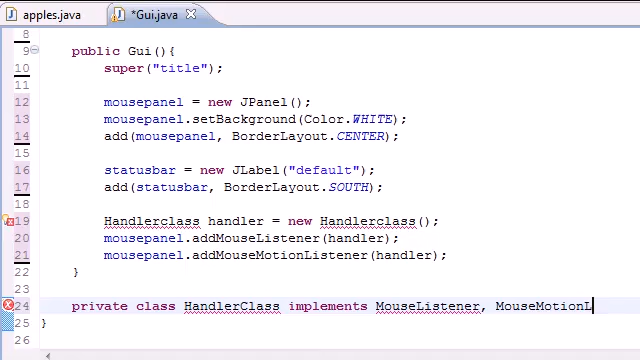 apples.java *Gui.java
8
9 public Gui(){
10 super("title");
11
12 mousepanel = new JPanel();
13 mousepanel.setBackground(Color.WHITE);
14 add(mousepanel, BorderLayout.CENTER);
15
16 statusbar = new JLabel("default");
17 add(statusbar, BorderLayout.SOUTH);
18
19 Handlerclass handler = new Handlerclass();
20 mousepanel.addMouseListener(handler);
21 mousepanel.addMouseMotionListener(handler);
22 }
23
24 private class HandlerClass implements MouseListener, MouseMotionL
25 }
26